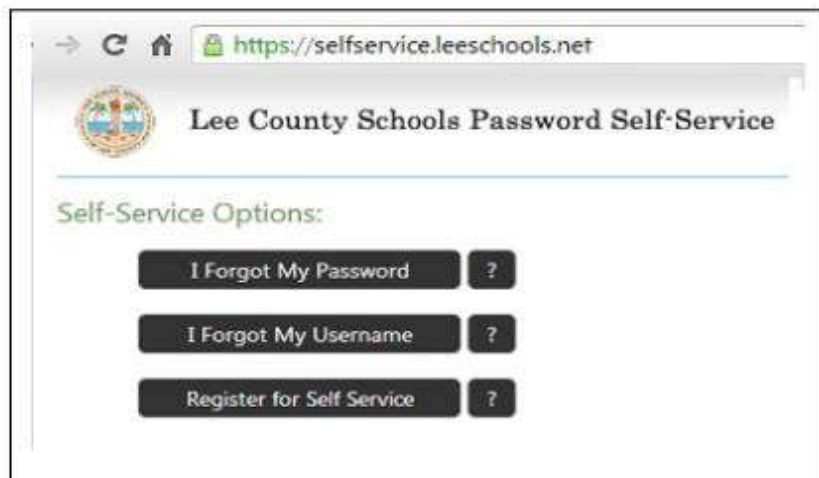 https://selfservice.leeschools.net
Lee County Schools Password Self-Service
Self-Service Options:
I Forgot My Password ?
I Forgot My Username ?
Register for Self Service ?